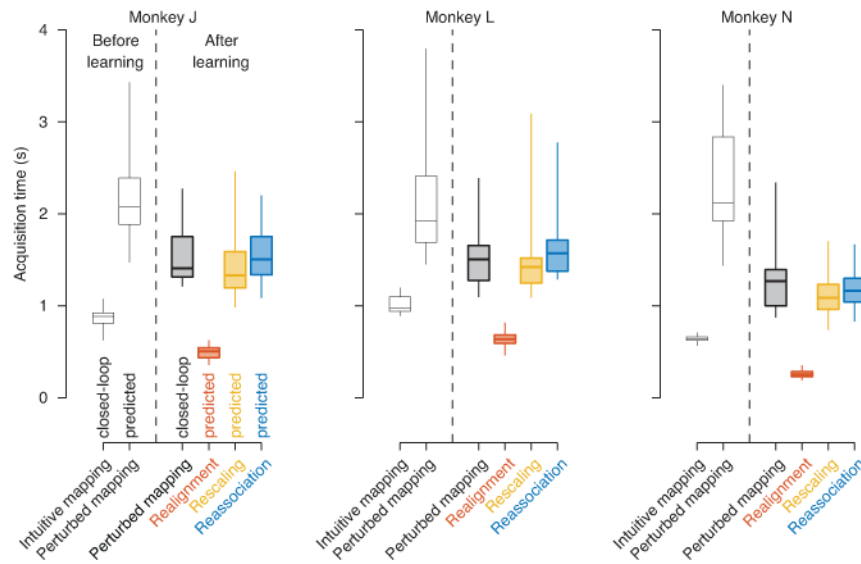 Monkey J
Monkey L
Monkey N
Before learning
After learning
Acquisition time (s)
4
3
2
1
0
closed-loop
predicted
closed-loop
predicted
predicted
predicted
Intuitive mapping
Perturbed mapping
Perturbed mapping
Realignment
Rescaling
Reassociation
Intuitive mapping
Perturbed mapping
Perturbed mapping
Realignment
Rescaling
Reassociation
Intuitive mapping
Perturbed mapping
Perturbed mapping
Realignment
Rescaling
Reassociation